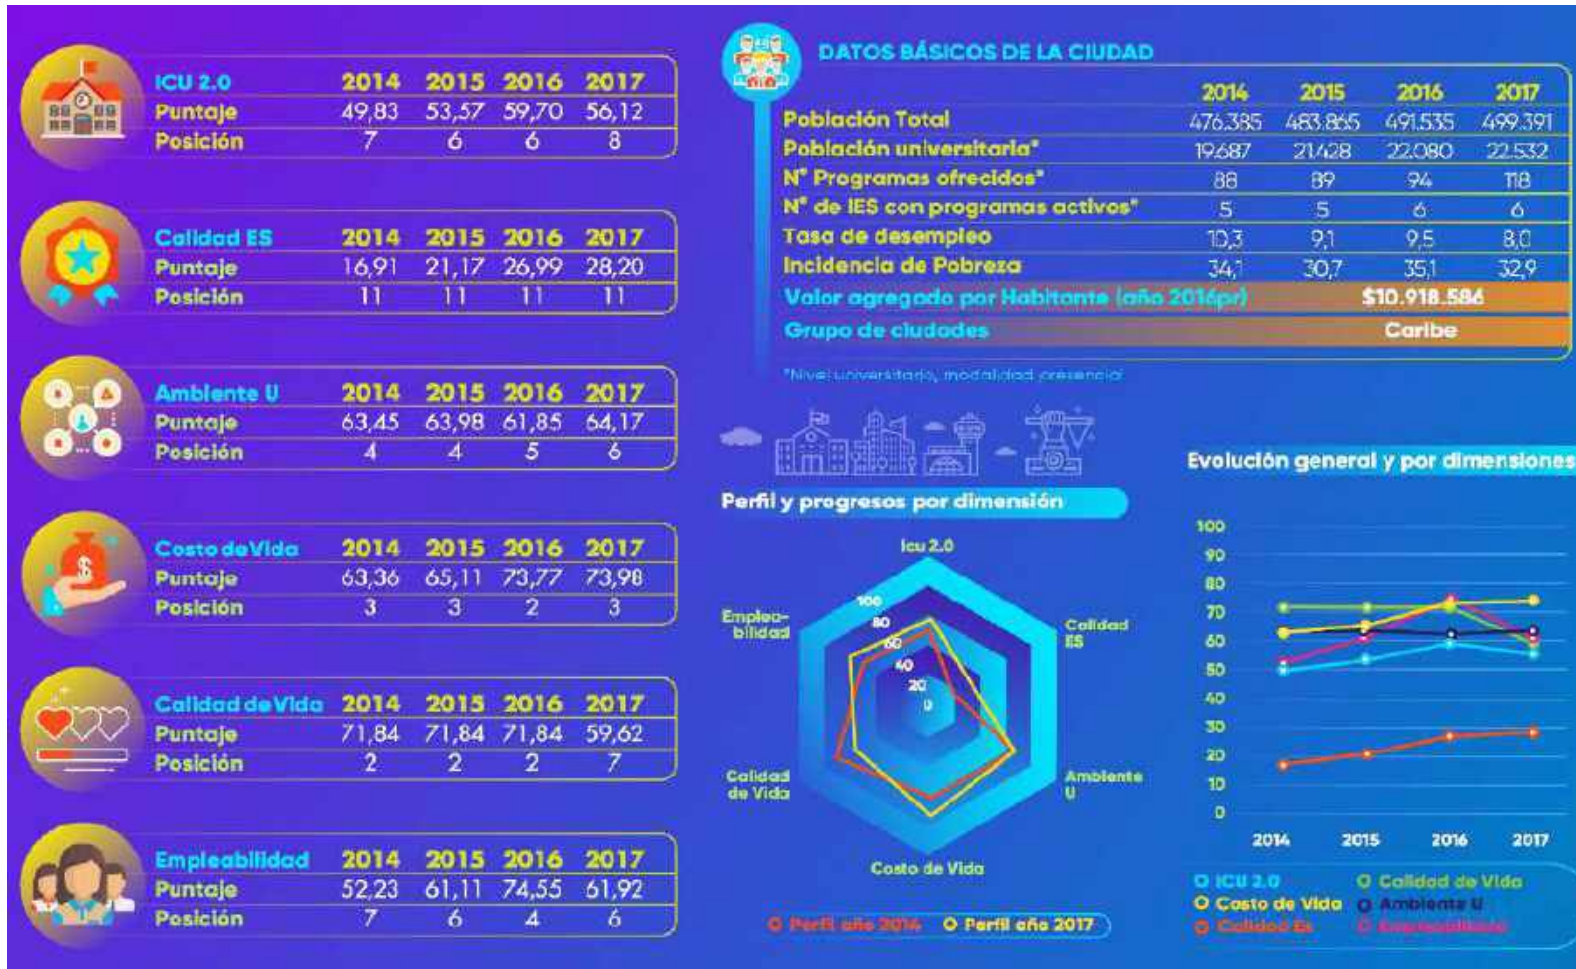 ICU 2.0 2014 2015 2016 2017
Puntaje 49,83 53,57 59,70 56,12
Posición 7 6 6 8
Calidad ES 2014 2015 2016 2017
Puntaje 16,91 21,17 26,99 28,20
Posición 11 11 11 11
Ambiente U 2014 2015 2016 2017
Puntaje 63,45 63,98 61,85 64,17
Posición 4 4 5 6
Costo de Vida 2014 2015 2016 2017
Puntaje 63,36 65,11 73,77 73,98
Posición 3 3 2 3
Calidad de Vida 2014 2015 2016 2017
Puntaje 71,84 71,84 71,84 59,62
Posición 2 2 2 7
Empleabilidad 2014 2015 2016 2017
Puntaje 52,23 61,11 74,55 61,92
Posición 7 6 4 6
DATOS BÁSICOS DE LA CIUDAD
2014 2015 2016 2017
Población Total 476.385 483.865 491.535 499.391
Población universitaria* 19.687 21.428 22.080 22.532
N° Programas ofrecidos* 88 89 94 118
N° de IES con programas activos* 5 5 6 6
Tasa de desempleo 10,3 9,1 9,5 8,0
Incidencia de Pobreza 34,1 30,7 35,1 32,9
Valor agregado por Habitante (año 2016pr) $10.918.586
Grupo de ciudades Caribe
*Nivel universitario, modalidad presencial
Perfil y progresos por dimensión
Icu 2.0
Calidad
ES
Ambiente
U
Costo de Vida
Calidad
de Vida
Emplea-
bilidad
100
80
60
40
20
0
Perfil año 2014 Perfil año 2017
Evolución general y por dimensiones
100
90
80
70
60
50
40
30
20
10
0
2014 2015 2016 2017
ICU 2.0 Calidad de Vida
Costo de Vida Ambiente U
Calidad Es Empleabilidad